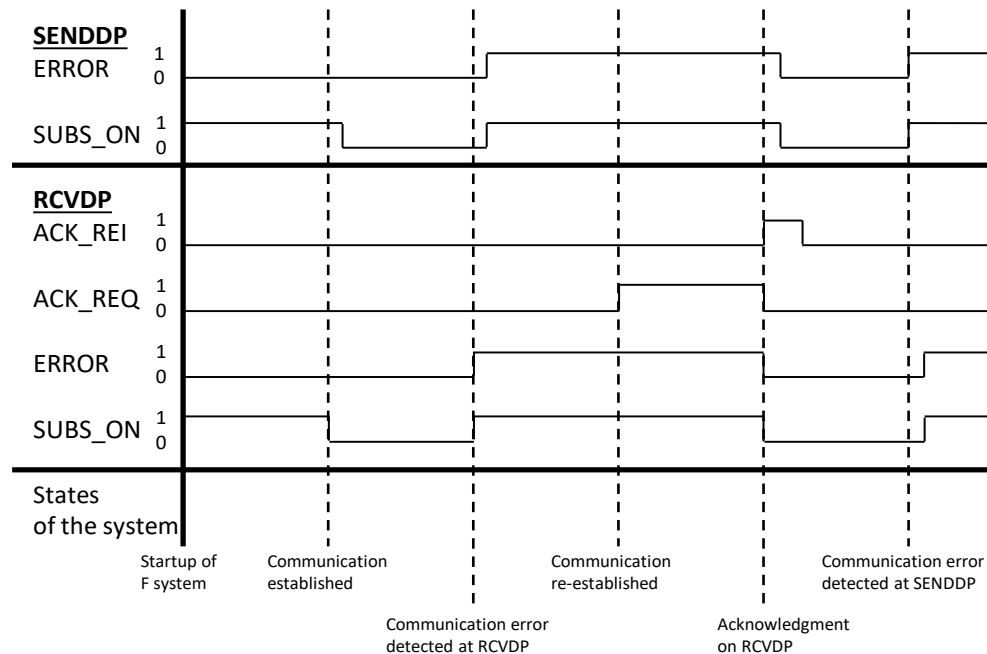 SENDDP
ERROR
1
0
SUBS_ON
1
0
RCVDP
ACK_REI
1
0
ACK_REQ
1
0
ERROR
1
0
SUBS_ON
1
0
States
of the system
Startup of
F system
Communication
established
Communication error
detected at RCVDP
Communication
re-established
Acknowledgment
on RCVDP
Communication error
detected at SENDDP